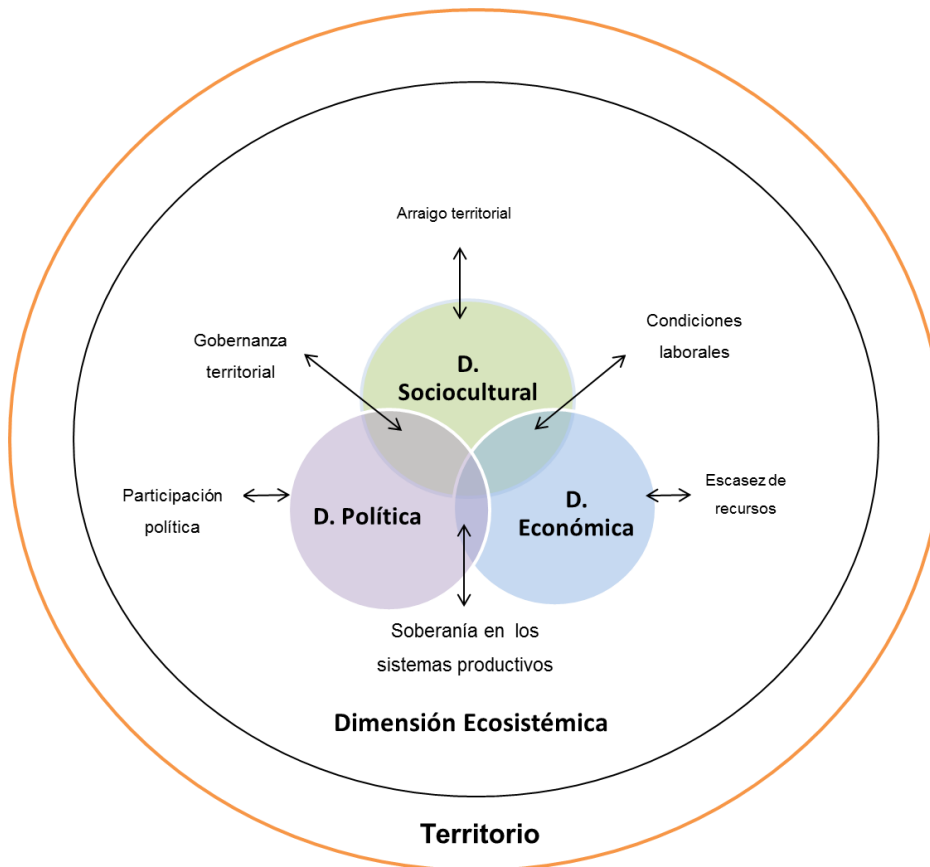 Arraigo territorial
Gobernanza
territorial
Condiciones
laborales
D.
Sociocultural
Participación
política
D. Política
D.
Económica
Escasez de
recursos
Soberanía en los
sistemas productivos
Dimensión Ecosistémica
Territorio